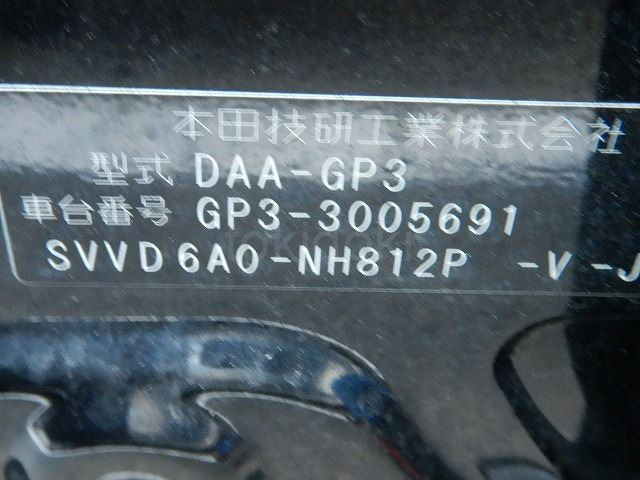 本田技研工業株式会社
型式 DAA-GP3
車台番号 GP3-3005691
SVVD6A0-NH812P -V-J